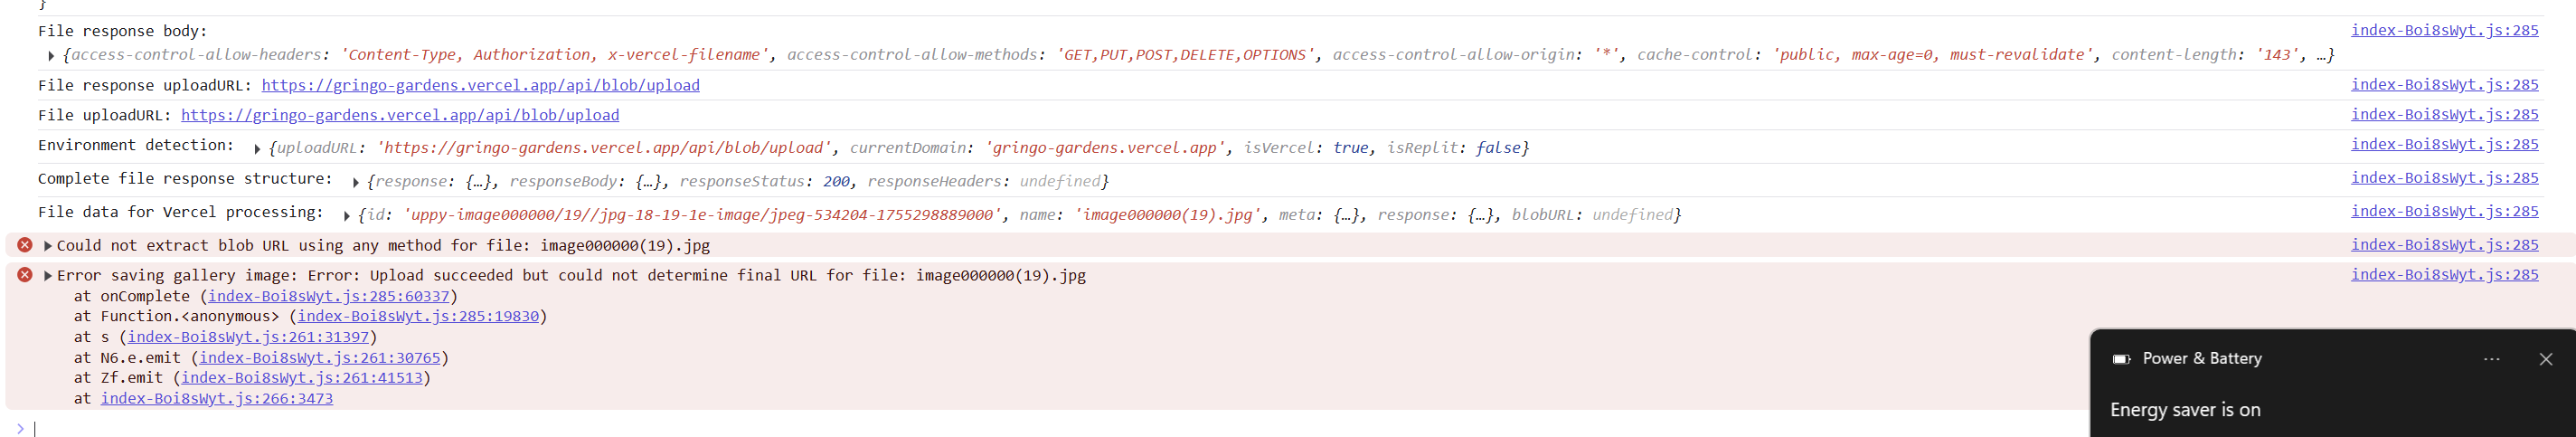 }
File response body:
index-Boi8sWyt.js:285
{access-control-allow-headers: 'Content-Type, Authorization, x-vercel-filename', access-control-allow-methods: 'GET,PUT,POST,DELETE,OPTIONS', access-control-allow-origin: '*', cache-control: 'public, max-age=0, must-revalidate', content-length: '143', …}
File response uploadURL: https://gringo-gardens.vercel.app/api/blob/upload
index-Boi8sWyt.js:285
File uploadURL: https://gringo-gardens.vercel.app/api/blob/upload
index-Boi8sWyt.js:285
Environment detection: {uploadURL: 'https://gringo-gardens.vercel.app/api/blob/upload', currentDomain: 'gringo-gardens.vercel.app', isVercel: true, isReplit: false}
index-Boi8sWyt.js:285
Complete file response structure: {response: {…}, responseBody: {…}, responseStatus: 200, responseHeaders: undefined}
index-Boi8sWyt.js:285
File data for Vercel processing: {id: 'uppy-image000000/19//jpg-18-19-1e-image/jpeg-534204-1755298889000', name: 'image000000(19).jpg', meta: {…}, response: {…}, blobURL: undefined}
index-Boi8sWyt.js:285
Could not extract blob URL using any method for file: image000000(19).jpg
index-Boi8sWyt.js:285
Error saving gallery image: Error: Upload succeeded but could not determine final URL for file: image000000(19).jpg
index-Boi8sWyt.js:285
at onComplete (index-Boi8sWyt.js:285:60337)
at Function.<anonymous> (index-Boi8sWyt.js:285:19830)
at s (index-Boi8sWyt.js:261:31397)
at N6.e.emit (index-Boi8sWyt.js:261:30765)
at Zf.emit (index-Boi8sWyt.js:261:41513)
at index-Boi8sWyt.js:266:3473
>
Power & Battery
Energy saver is on